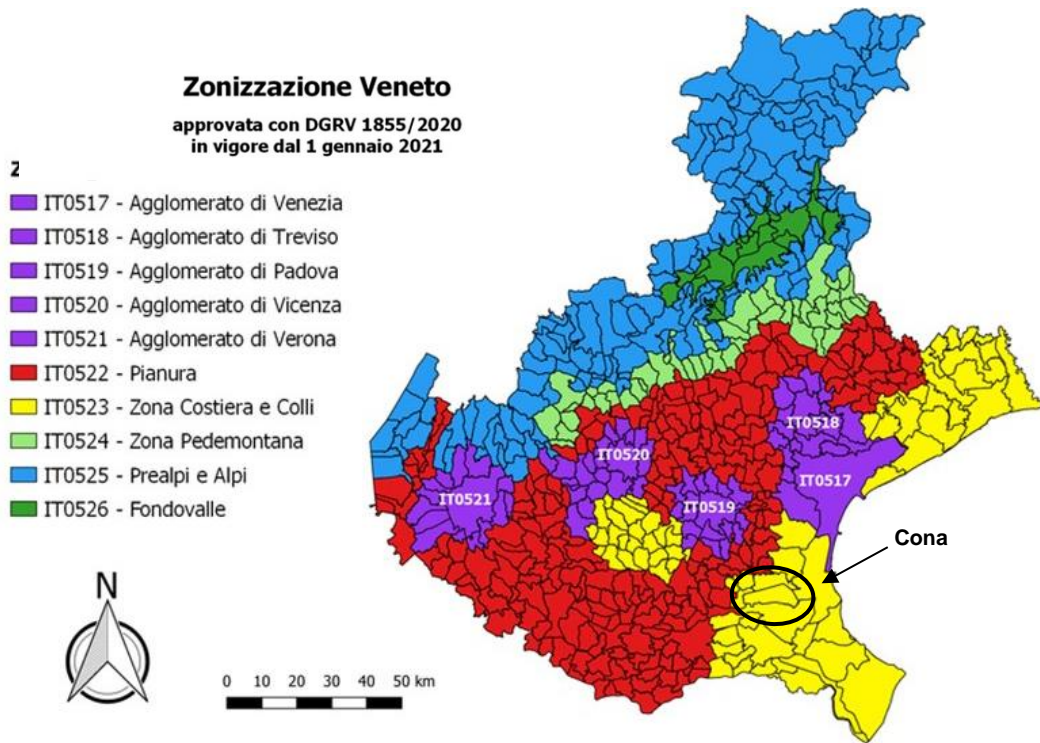 Zonizzazione Veneto
approvata con DGRV 1855/2020
in vigore dal 1 gennaio 2021
Z
IT0517 - Agglomerato di Venezia
IT0518 - Agglomerato di Treviso
IT0519 - Agglomerato di Padova
IT0520 - Agglomerato di Vicenza
IT0521 - Agglomerato di Verona
IT0522 - Pianura
IT0523 - Zona Costiera e Colli
IT0524 - Zona Pedemontana
IT0525 - Prealpi e Alpi
IT0526 - Fondovalle
IT0518
IT0520
IT0517
IT0521
IT0519
Cona
N
0 10 20 30 40 50 km